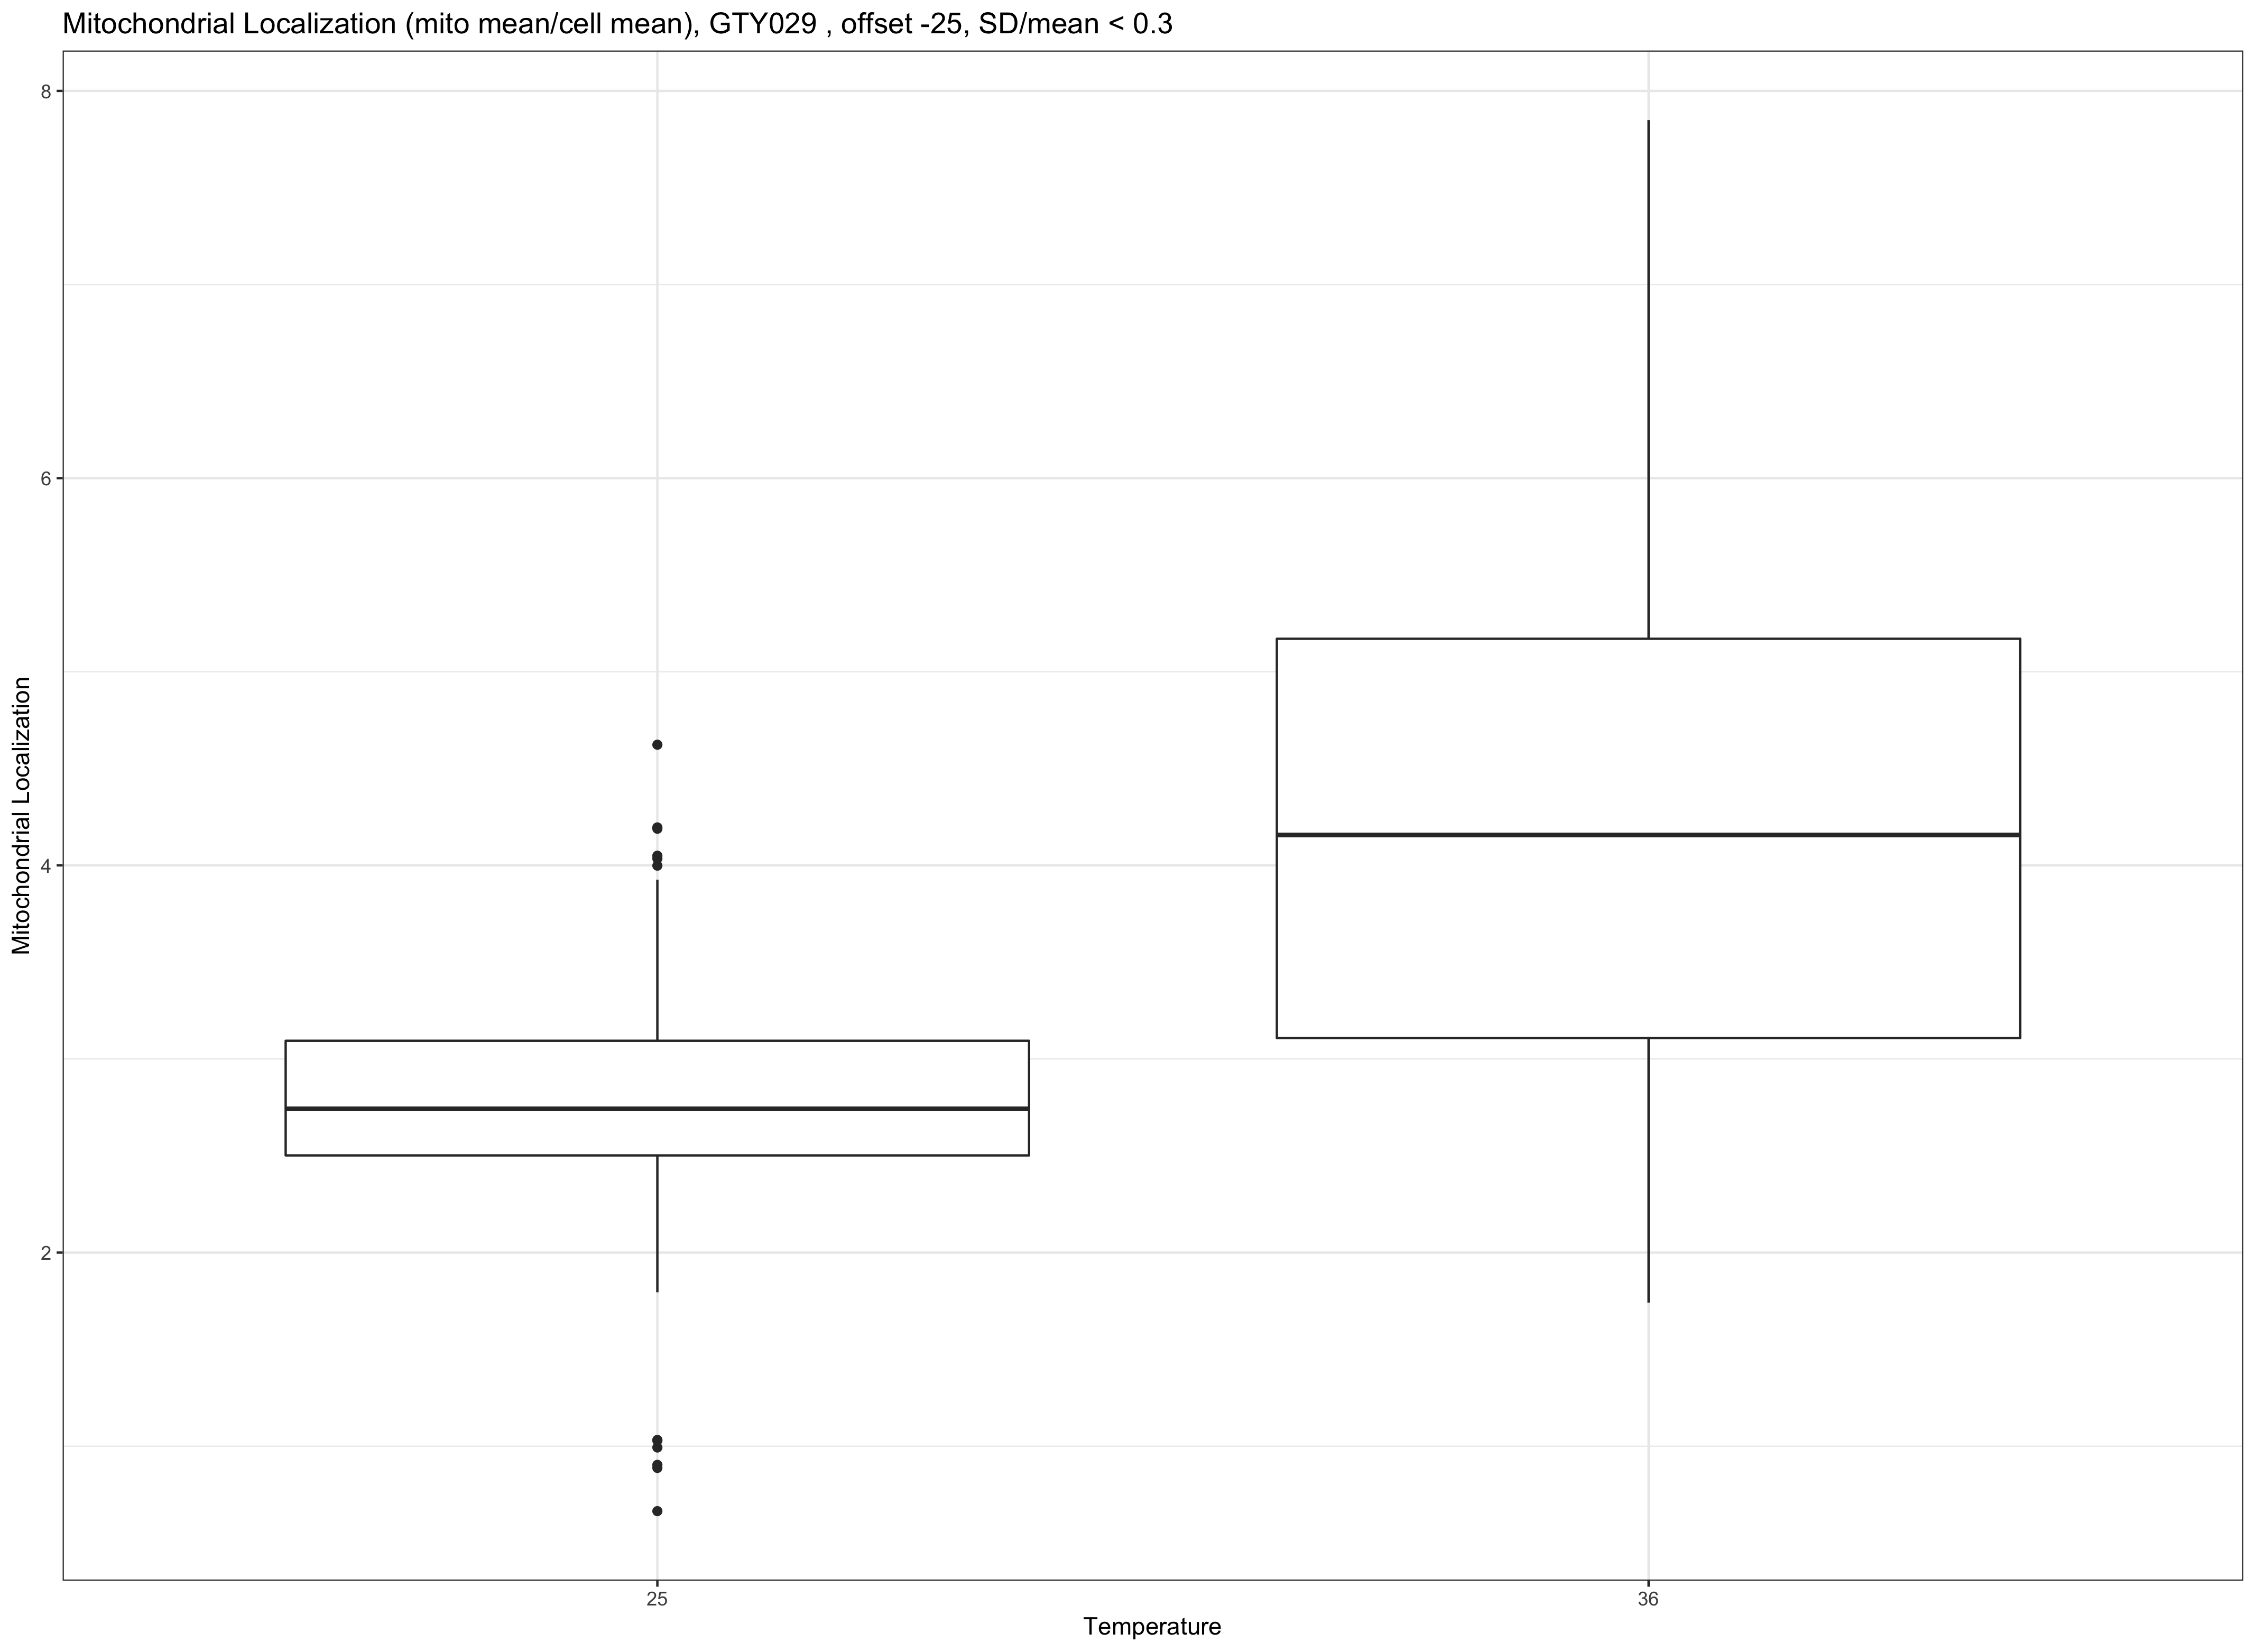 Mitochondrial Localization (mito mean/cell mean), GTY029 , offset -25, SD/mean < 0.3
8
6
4
2
Mitochondrial Localization
25
36
Temperature